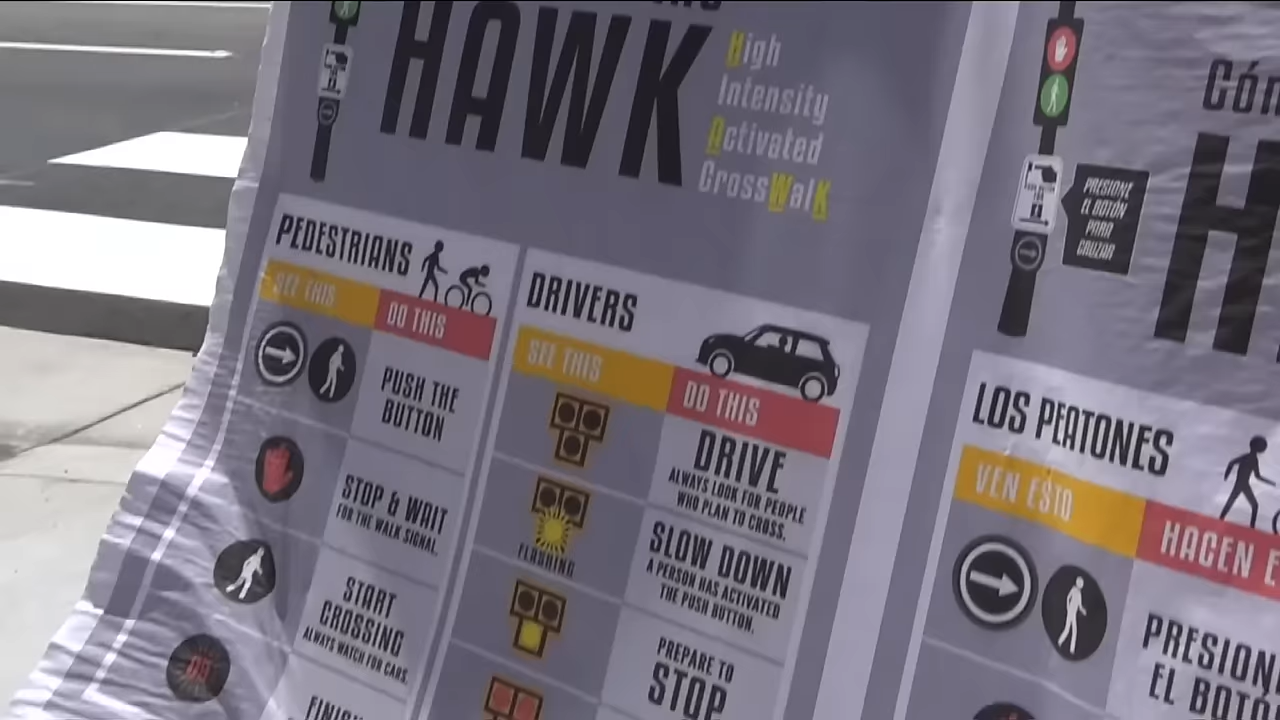 HAWK
High
Intensity
Activated
CrossWalK
PEDESTRIANS
SEE THIS
DO THIS
PUSH THE
BUTTON
STOP & WAIT
FOR THE WALK SIGNAL.
START
CROSSING
ALWAYS WATCH FOR CARS.
DRIVERS
SEE THIS
DO THIS
DRIVE
ALWAYS LOOK FOR PEOPLE
WHO PLAN TO CROSS.
FLASHING
SLOW DOWN
A PERSON HAS ACTIVATED
THE PUSH BUTTON.
PREPARE TO
STOP
PRESIONE
EL BOTÓN
PARA
CRUZAR
LOS PEATONES
VEN ESTO
HACEN
EL